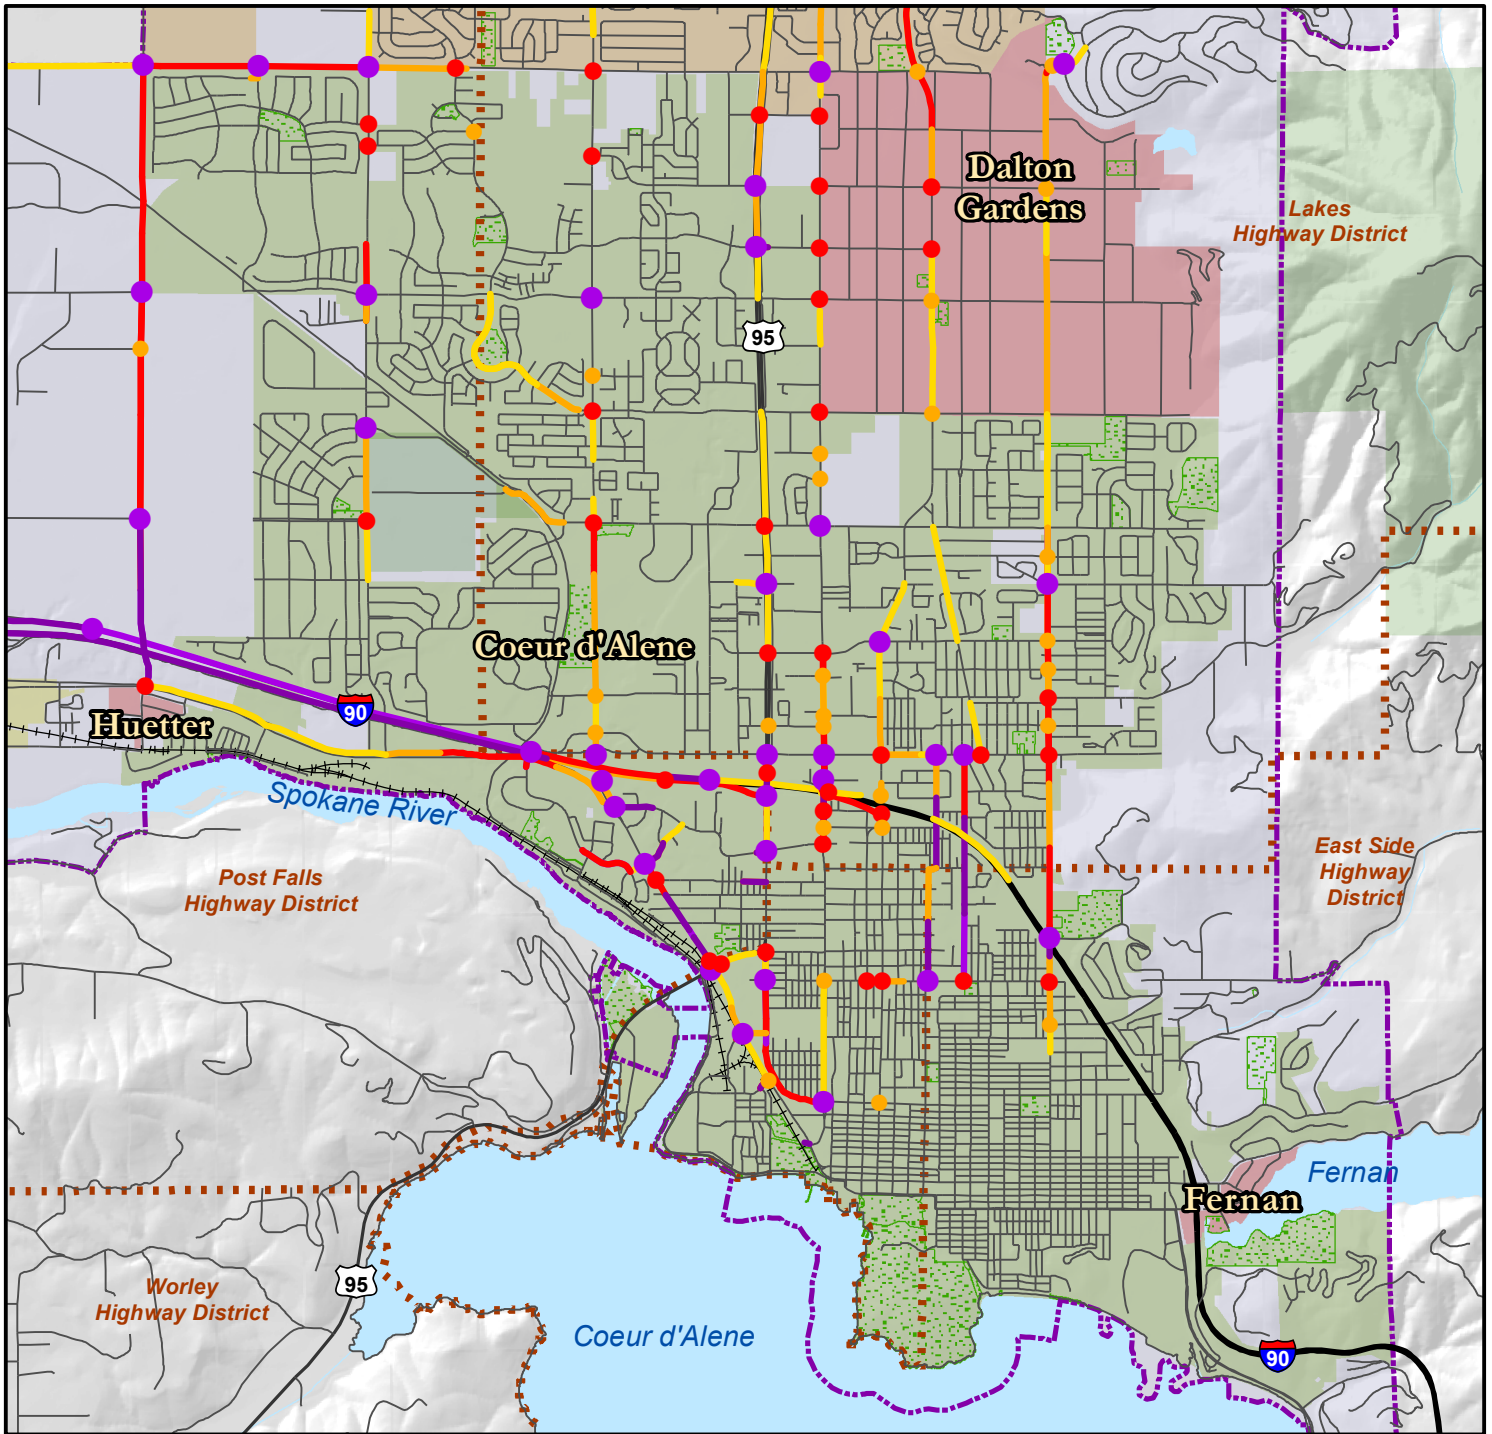 Dalton
Gardens
Lakes
Highway District
95
Coeur d'Alene
90
Huetter
Spokane River
Post Falls
Highway District
East Side
Highway
District
Fernan
Fernan
Worley
Highway District
95
Coeur d'Alene
90